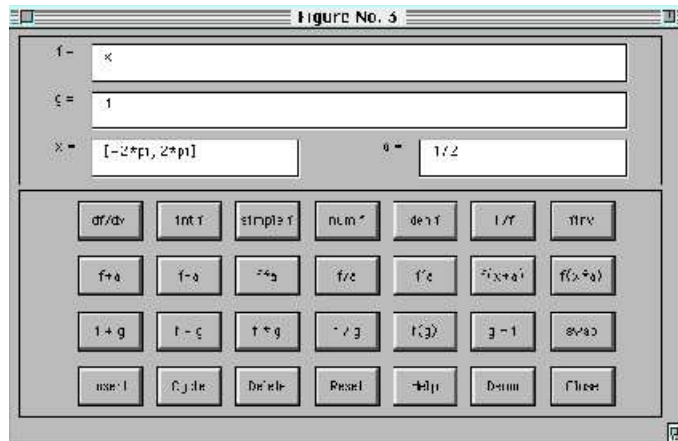 Figure No. 3
f = x
g = 1
x = [-2*pi, 2*pi] a = 1/2
df/dx int f simple f num f den f 1/f finv
f+a f-a f*a f/a f^a f(x+a) f(x*a)
f + g f - g f * g f / g f(g) g = f swap
Insert Cycle Delete Reset Help Demo Close